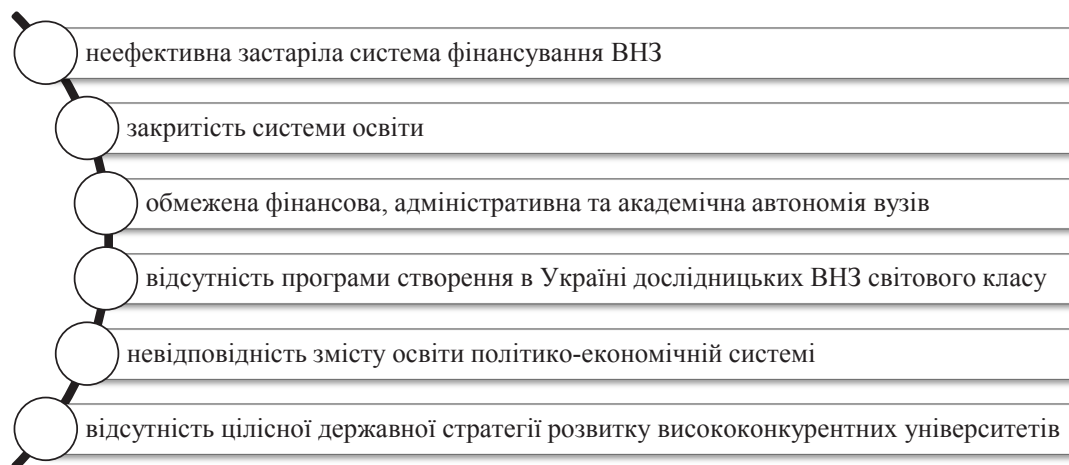 неефективна застаріла система фінансування ВНЗ
закритість системи освіти
обмежена фінансова, адміністративна та академічна автономія вузів
відсутність програми створення в Україні дослідницьких ВНЗ світового класу
невідповідність змісту освіти політико-економічній системі
відсутність цілісної державної стратегії розвитку висококонкурентних університетів